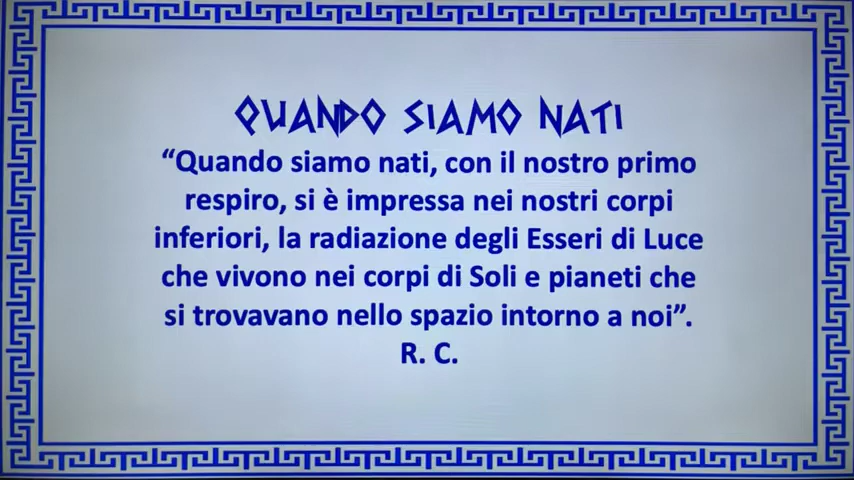 QUANDO SIAMO NATI
“Quando siamo nati, con il nostro primo
respiro, si è impressa nei nostri corpi
inferiori, la radiazione degli Esseri di Luce
che vivono nei corpi di Soli e pianeti che
si trovavano nello spazio intorno a noi”.
R. C.